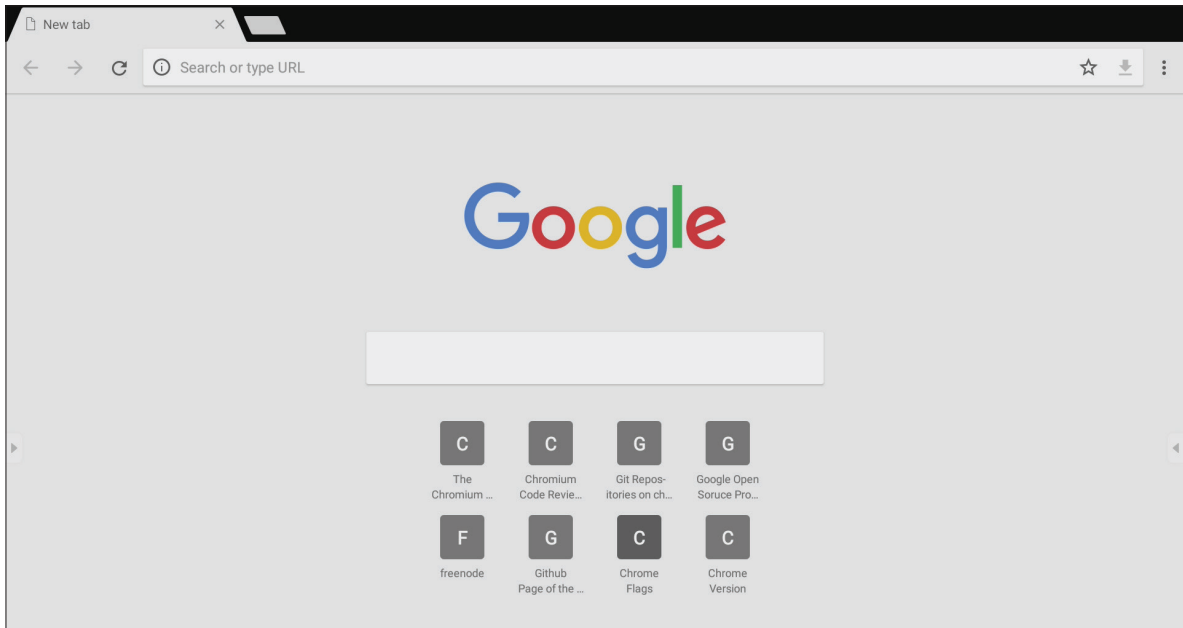 New tab
Search or type URL
Google
C C G G
The Chromium ...
Chromium Code Revie...
Git Repos-
itories on ch...
Google Open Soruce Pro...
F G C C
freenode
Github Page of the ...
Chrome Flags
Chrome Version